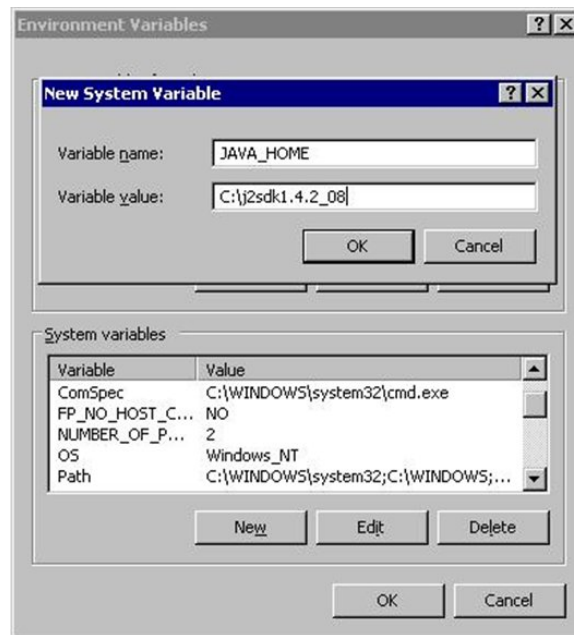 Environment Variables
New System Variable
Variable name:
JAVA_HOME
Variable value:
C:\j2sdk1.4.2_08
OK Cancel
System variables
Variable Value
ComSpec C:\WINDOWS\system32\cmd.exe
FP_NO_HOST_C... NO
NUMBER_OF_P... 2
OS Windows_NT
Path C:\WINDOWS\system32;C:\WINDOWS;...
New Edit Delete
OK Cancel